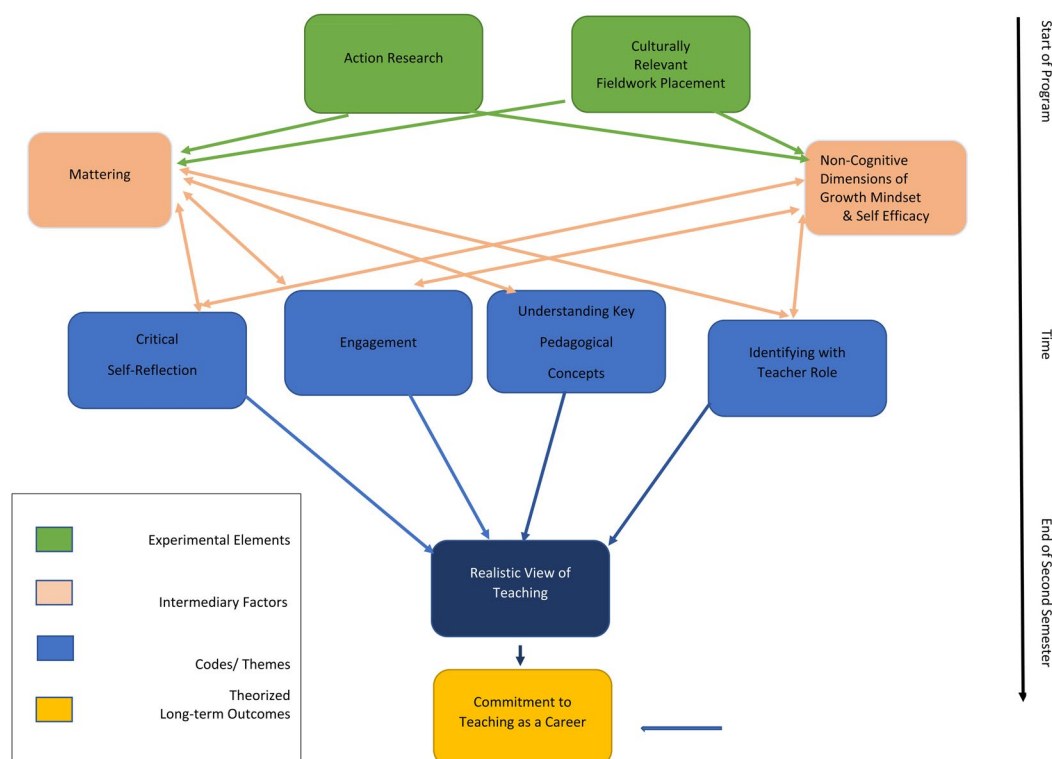 Action Research
Culturally
Relevant
Fieldwork Placement
Start of Program
Mattering
Non-Cognitive
Dimensions of
Growth Mindset
& Self Efficacy
Critical
Self-Reflection
Engagement
Understanding Key
Pedagogical
Concepts
Identifying with
Teacher Role
Time
Experimental Elements
Intermediary Factors
Codes/ Themes
Theorized
Long-term Outcomes
Realistic View of
Teaching
End of Second Semester
Commitment to
Teaching as a Career